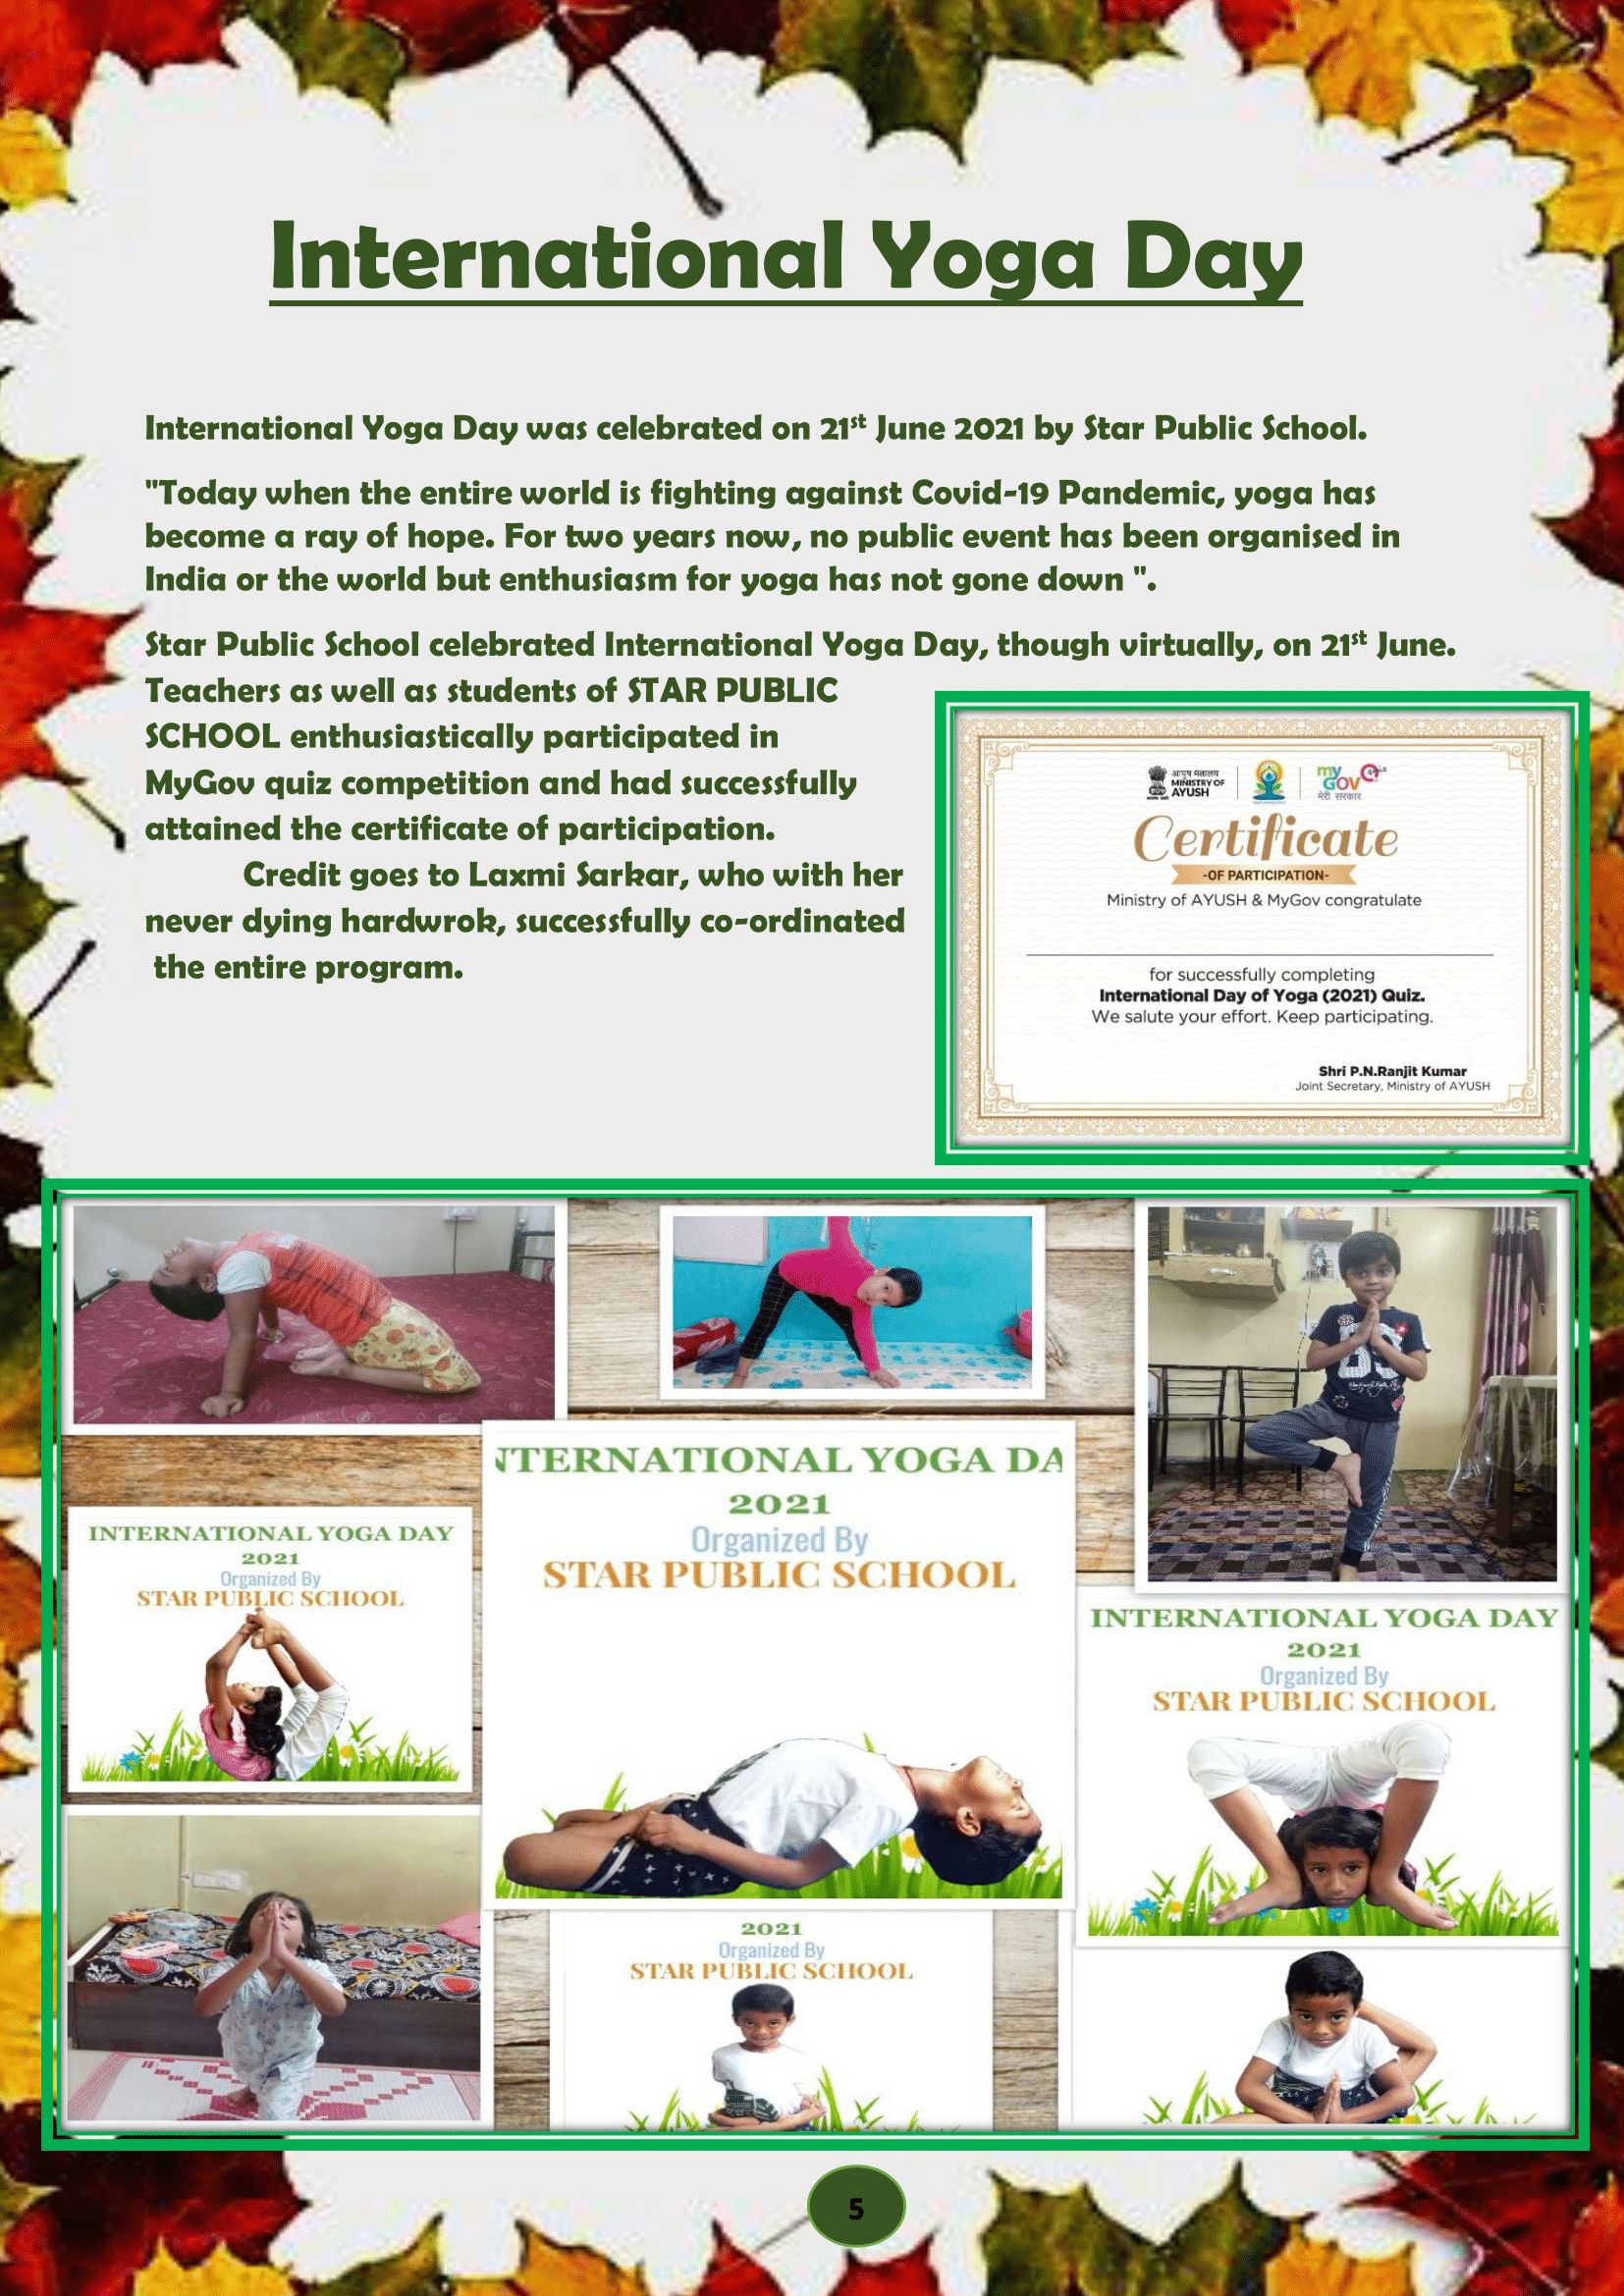 International Yoga Day
International Yoga Day was celebrated on 21st June 2021 by Star Public School.
"Today when the entire world is fighting against Covid-19 Pandemic, yoga has
become a ray of hope. For two years now, no public event has been organised in
India or the world but enthusiasm for yoga has not gone down ".
Star Public School celebrated International Yoga Day, though virtually, on 21st June.
Teachers as well as students of STAR PUBLIC
SCHOOL enthusiastically participated in
MyGov quiz competition and had successfully
attained the certificate of participation.
Credit goes to Laxmi Sarkar, who with her
never dying hardwrok, successfully co-ordinated
the entire program.
आयुष मंत्रालय
MINISTRY OF
AYUSH
my
GOV
मेरी सरकार
Certificate
-OF PARTICIPATION-
Ministry of AYUSH & MyGov congratulate
for successfully completing
International Day of Yoga (2021) Quiz.
We salute your effort. Keep participating.
Shri P.N.Ranjit Kumar
Joint Secretary, Ministry of AYUSH
NTERNATIONAL YOGA DA
2021
Organized By
STAR PUBLIC SCHOOL
INTERNATIONAL YOGA DAY
2021
Organized By
STAR PUBLIC SCHOOL
INTERNATIONAL YOGA DAY
2021
Organized By
STAR PUBLIC SCHOOL
2021
Organized By
STAR PUBLIC SCHOOL
5